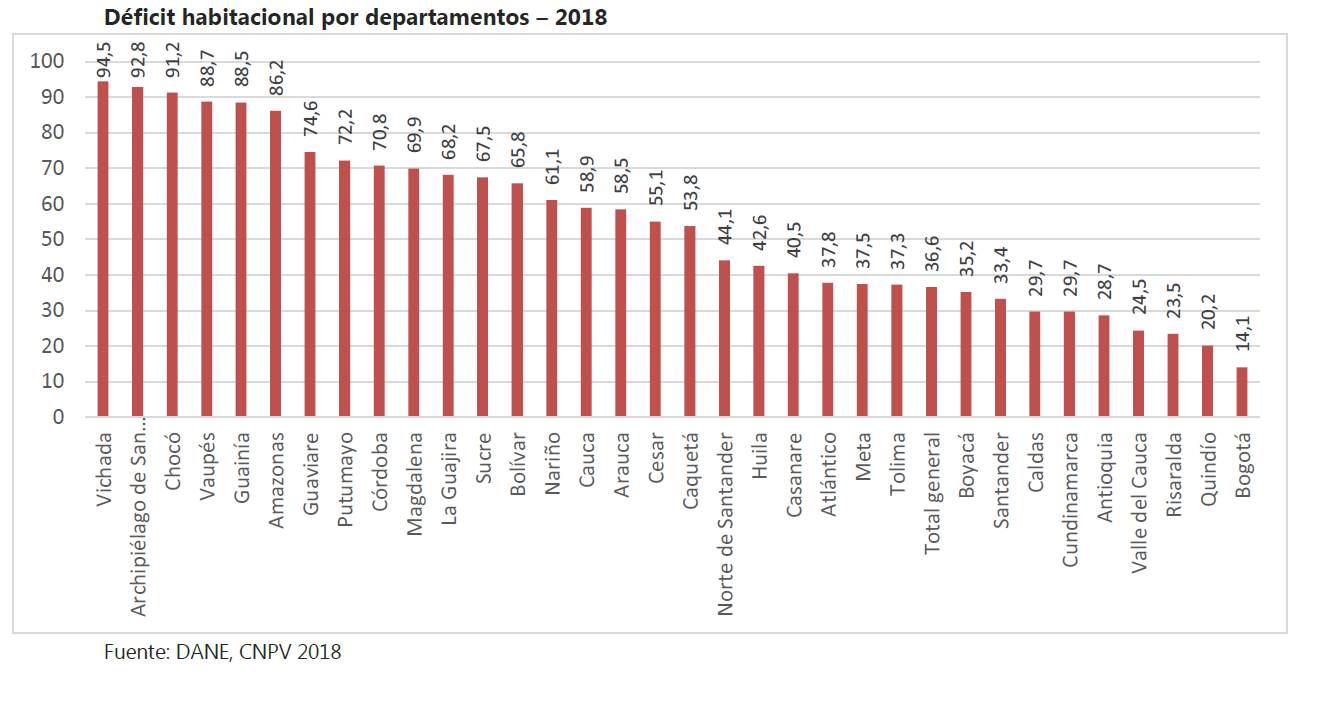 Déficit habitacional por departamentos – 2018
100
90
80
70
60
50
40
30
20
10
0
94,5
92,8
91,2
88,7
88,5
86,2
74,6
72,2
70,8
69,9
68,2
67,5
65,8
61,1
58,9
58,5
55,1
53,8
44,1
42,6
40,5
37,8
37,5
37,3
36,6
35,2
33,4
29,7
29,7
28,7
24,5
23,5
20,2
14,1
Vichada
Archipiélago de San...
Chocó
Vaupés
Guainía
Amazonas
Guaviare
Putumayo
Córdoba
Magdalena
La Guajira
Sucre
Bolívar
Nariño
Cauca
Arauca
Cesar
Caquetá
Norte de Santander
Huila
Casanare
Atlántico
Meta
Tolima
Total general
Boyacá
Santander
Caldas
Cundinamarca
Antioquia
Valle del Cauca
Risaralda
Quindío
Bogotá
Fuente: DANE, CNPV 2018